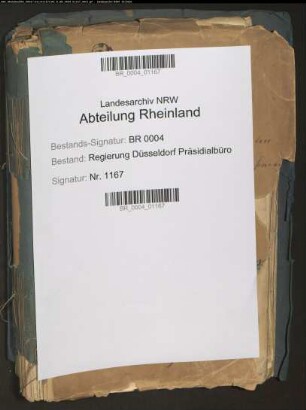 BR_0004_01167
Landesarchiv NRW
Abteilung Rheinland
Bestands-Signatur: BR 0004
Bestand: Regierung Düsseldorf Präsidialbüro
Signatur: Nr. 1167
BR_0004_01167